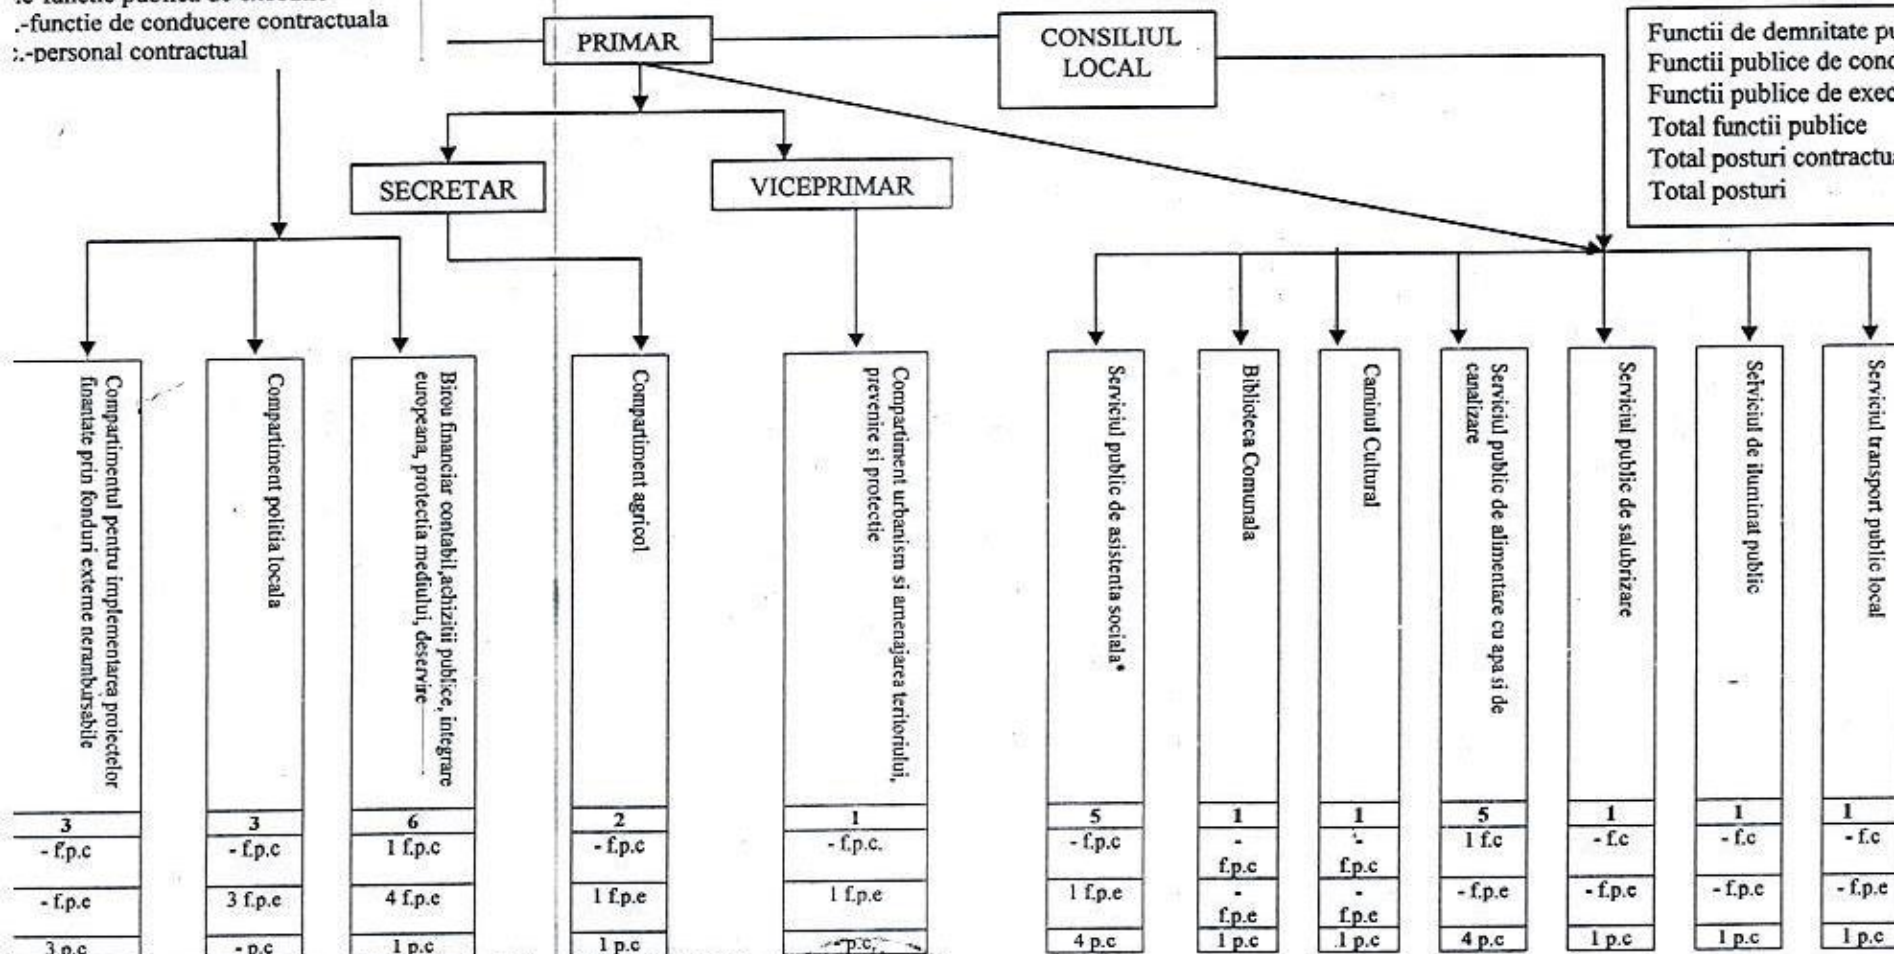 .-functie de conducere contractuala
.-personal contractual
PRIMAR
CONSILIUL
LOCAL
Functii de demnitate
Functii publice de
Functii publice de
Total functii publice
Total posturi
Total posturi
SECRETAR
VICEPRIMAR
Compartimentul pentru implementarea proiectelor
finantate prin fonduri externe nerambursabile
3
- f.p.c
- f.p.e
3 p.c
Compartiment politia locala
3
- f.p.c
3 f.p.e
- p.c
Birou financiar contabil,achizitii publice, integrare
europeana, protectia mediului, deservire
6
1 f.p.c
4 f.p.e
1 p.c
Compartiment agricol
2
- f.p.c
1 f.p.e
1 p.c
Compartiment urbanism si amenajarea teritoriului,
prevenire si protectie
1
- f.p.c.
1 f.p.e
- p.c.
Serviciul public de asistenta sociala*
5
- f.p.c
1 f.p.e
4 p.c
Biblioteca Comunala
1
-
f.p.c
-
f.p.e
1 p.c
Caminul Cultural
1
-
f.p.c
-
f.p.e
1 p.c
Serviciul public de alimentare cu apa si de
canalizare
5
1 f.c
- f.p.e
4 p.c
Serviciul public de salubrizare
1
- f.c
- f.p.e
1 p.c
Serviciul de iluminat public
1
- f.c
- f.p.e
1 p.c
Serviciul transport public local
1
- f.c
- f.p.e
1 p.c